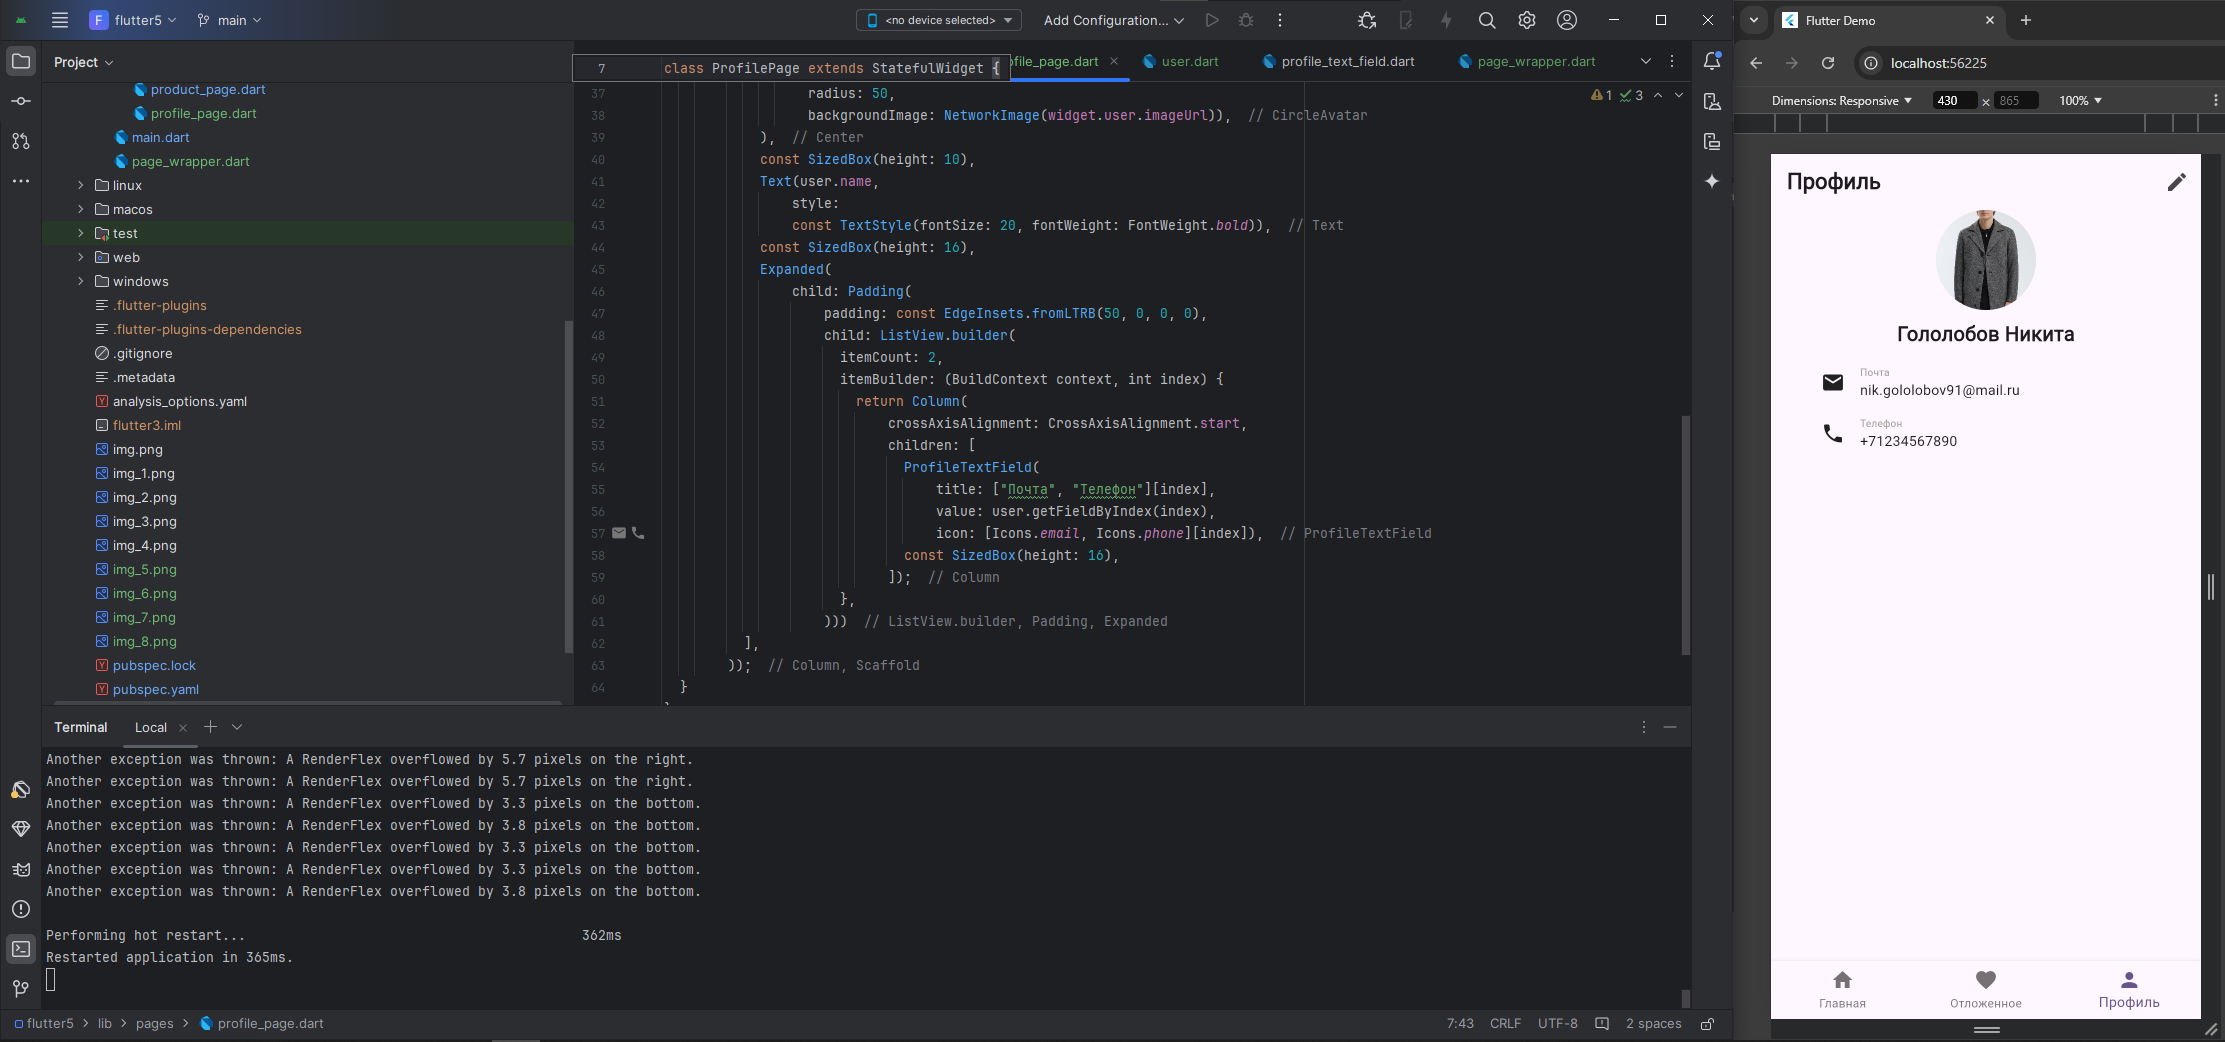 flutter5
main
<no device selected>
Add Configuration...
Flutter Demo
localhost:56225
Project
7 class ProfilePage extends StatefulWidget {
ofile_page.dart
user.dart
profile_text_field.dart
page_wrapper.dart
Dimensions: Responsive 430 × 865 100%
product_page.dart
profile_page.dart
main.dart
page_wrapper.dart
linux
macos
test
web
windows
.flutter-plugins
.flutter-plugins-dependencies
.gitignore
.metadata
analysis_options.yaml
flutter3.iml
img.png
img_1.png
img_2.png
img_3.png
img_4.png
img_5.png
img_6.png
img_7.png
img_8.png
pubspec.lock
pubspec.yaml
1 3
37 radius: 50,
38 backgroundImage: NetworkImage(widget.user.imageUrl)), // CircleAvatar
39 ), // Center
40 const SizedBox(height: 10),
41 Text(user.name,
42 style:
43 const TextStyle(fontSize: 20, fontWeight: FontWeight.bold)), // Text
44 const SizedBox(height: 16),
45 Expanded(
46 child: Padding(
47 padding: const EdgeInsets.fromLTRB(50, 0, 0, 0),
48 child: ListView.builder(
49 itemCount: 2,
50 itemBuilder: (BuildContext context, int index) {
51 return Column(
52 crossAxisAlignment: CrossAxisAlignment.start,
53 children: [
54 ProfileTextField(
55 title: ["Почта", "Телефон"][index],
56 value: user.getFieldByIndex(index),
57 icon: [Icons.email, Icons.phone][index]), // ProfileTextField
58 const SizedBox(height: 16),
59 ]); // Column
60 },
61 ))) // ListView.builder, Padding, Expanded
62 ],
63 )); // Column, Scaffold
64 }
Terminal
Local
Another exception was thrown: A RenderFlex overflowed by 5.7 pixels on the right.
Another exception was thrown: A RenderFlex overflowed by 5.7 pixels on the right.
Another exception was thrown: A RenderFlex overflowed by 3.3 pixels on the bottom.
Another exception was thrown: A RenderFlex overflowed by 3.8 pixels on the bottom.
Another exception was thrown: A RenderFlex overflowed by 3.3 pixels on the bottom.
Another exception was thrown: A RenderFlex overflowed by 3.3 pixels on the bottom.
Another exception was thrown: A RenderFlex overflowed by 3.8 pixels on the bottom.
Performing hot restart... 362ms
Restarted application in 365ms.
flutter5 > lib > pages > profile_page.dart
7:43 CRLF UTF-8 2 spaces
Профиль
Гололобов Никита
Почта
nik.gololobov91@mail.ru
Телефон
+71234567890
Главная
Отложенное
Профиль